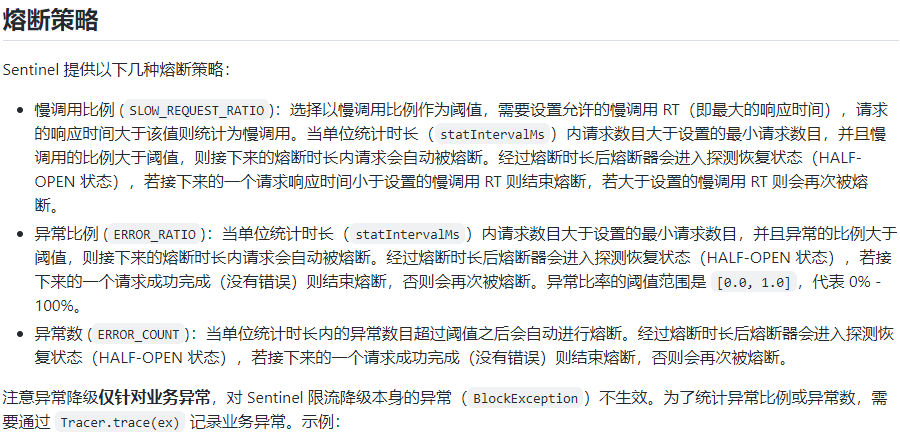 熔断策略
Sentinel 提供以下几种熔断策略：
• 慢调用比例 (SLOW_REQUEST_RATIO)：选择以慢调用比例作为阈值，需要设置允许的慢调用 RT（即最大的响应时间），请求
的响应时间大于该值则统计为慢调用。当单位统计时长（statIntervalMs）内请求数目大于设置的最小请求数目，并且慢
调用的比例大于阈值，则接下来的熔断时长内请求会自动被熔断。经过熔断时长后熔断器会进入探测恢复状态（HALF-
OPEN 状态），若接下来的一个请求响应时间小于设置的慢调用 RT 则结束熔断，若大于设置的慢调用 RT 则会再次被熔
断。
• 异常比例 (ERROR_RATIO)：当单位统计时长（statIntervalMs）内请求数目大于设置的最小请求数目，并且异常的比例大于
阈值，则接下来的熔断时长内请求会自动被熔断。经过熔断时长后熔断器会进入探测恢复状态（HALF-OPEN 状态），若接
下来的一个请求成功完成（没有错误）则结束熔断，否则会再次被熔断。异常比率的阈值范围是 [0.0, 1.0]，代表 0% -
100%。
• 异常数 (ERROR_COUNT)：当单位统计时长内的异常数目超过阈值之后会自动进行熔断。经过熔断时长后熔断器会进入探测恢
复状态（HALF-OPEN 状态），若接下来的一个请求成功完成（没有错误）则结束熔断，否则会再次被熔断。
注意异常降级仅针对业务异常，对 Sentinel 限流降级本身的异常（BlockException）不生效。为了统计异常比例或异常数，需
要通过 Tracer.trace(ex) 记录业务异常。示例：